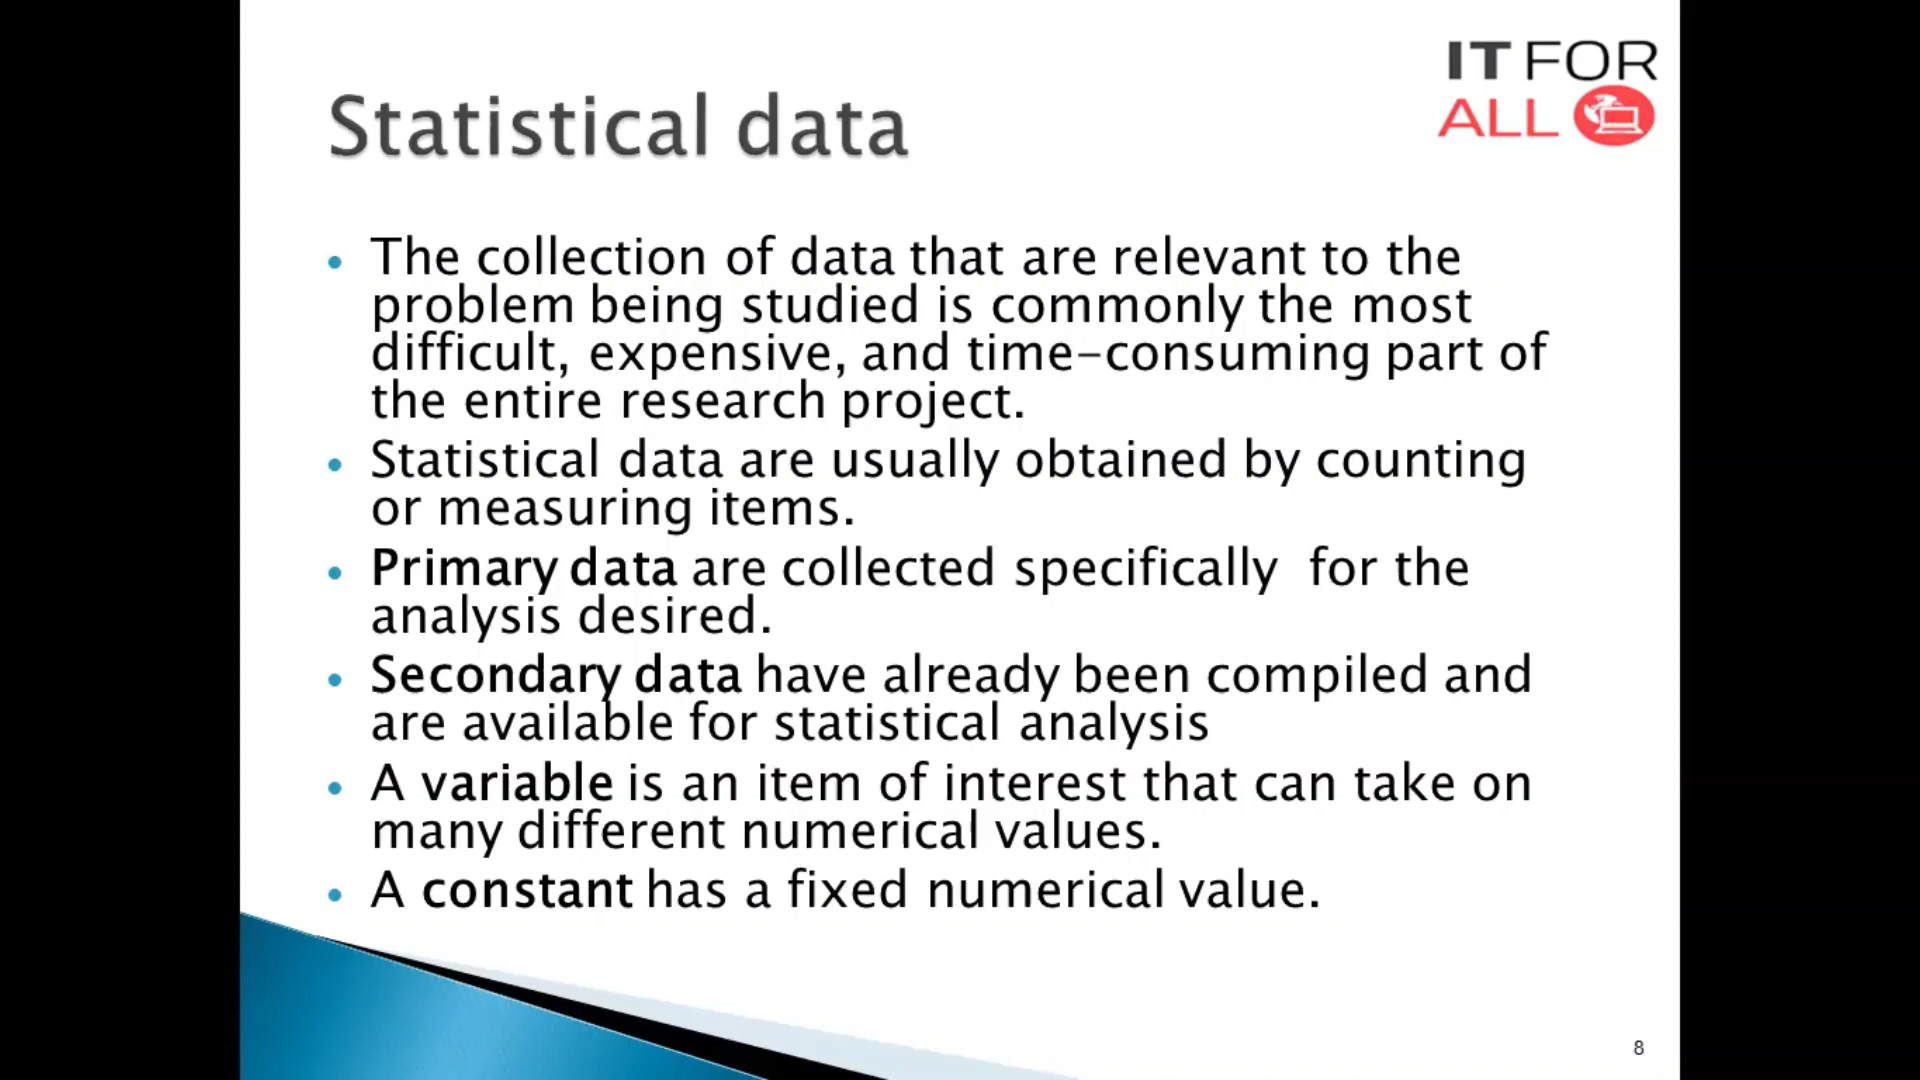 IT FOR
ALL
Statistical data
• The collection of data that are relevant to the
problem being studied is commonly the most
difficult, expensive, and time-consuming part of
the entire research project.
• Statistical data are usually obtained by counting
or measuring items.
• Primary data are collected specifically  for the
analysis desired.
• Secondary data have already been compiled and
are available for statistical analysis
• A variable is an item of interest that can take on
many different numerical values.
• A constant has a fixed numerical value.
8